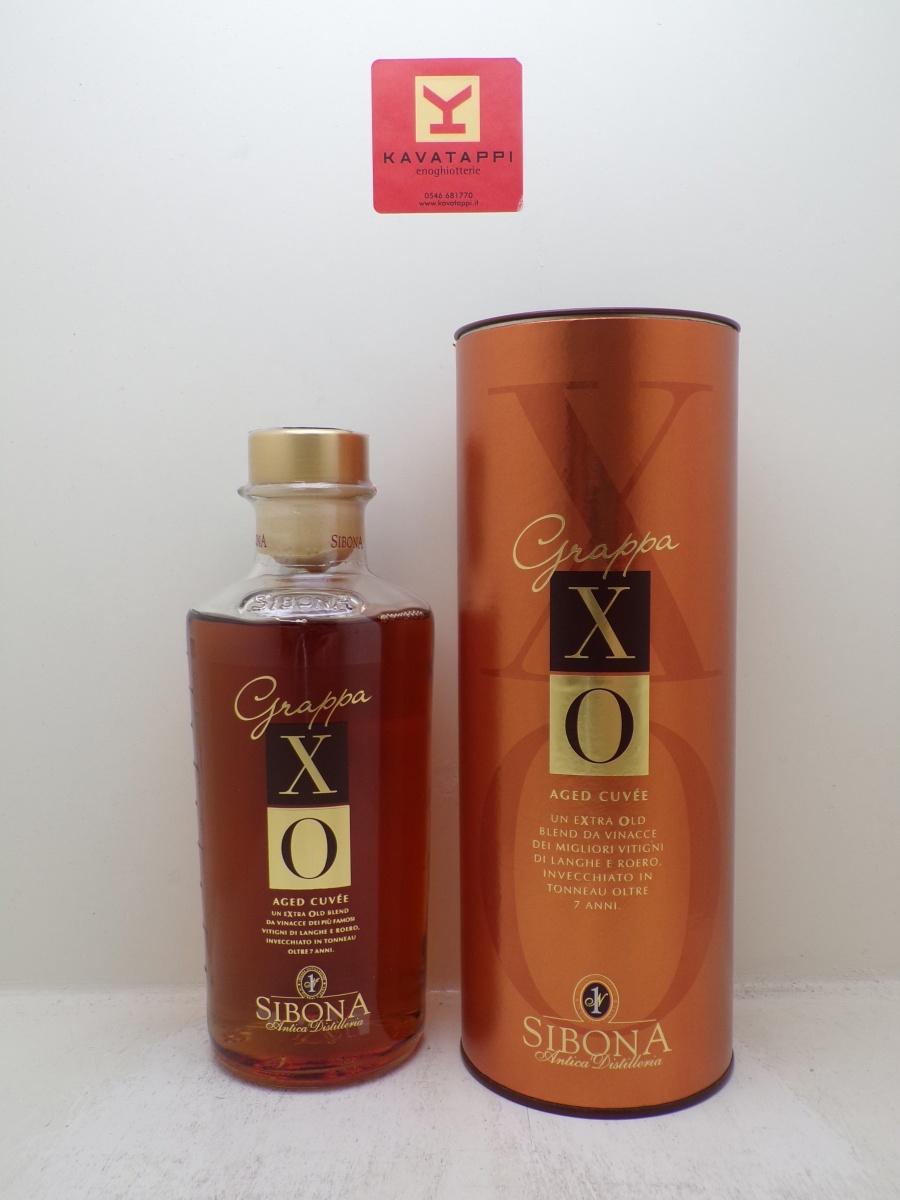 KAVATAPPI
enoghiotterie
0546 681770
www.kavatappi.it
SIBONA
SIBONA
Grappa
X
O
AGED CUVÉE
UN EXTRA OLD BLEND
DA VINACCE DEI PIÙ FAMOSI
VITIGNI DI LANGHE E ROERO,
INVECCHIATO IN TONNEAU
OLTRE 7 ANNI.
SIBONA
Antica Distilleria
Grappa
X
O
AGED CUVÉE
UN EXTRA OLD
BLEND DA VINACCE
DEI MIGLIORI VITIGNI
DI LANGHE E ROERO,
INVECCHIATO IN
TONNEAU OLTRE
7 ANNI.
SIBONA
Antica Distilleria
X
O